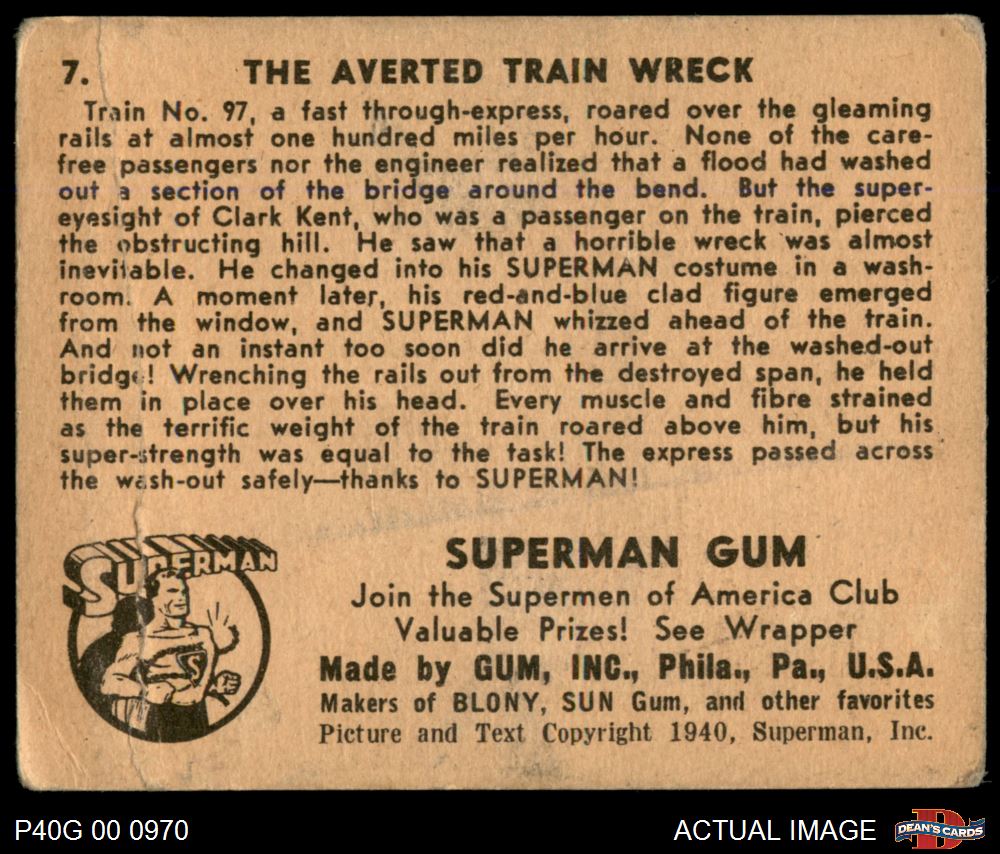 7. THE AVERTED TRAIN WRECK
Train No. 97, a fast through-express, roared over the gleaming
rails at almost one hundred miles per hour. None of the care-
free passengers nor the engineer realized that a flood had washed
out a section of the bridge around the bend. But the super-
eyesight of Clark Kent, who was a passenger on the train, pierced
the obstructing hill. He saw that a horrible wreck was almost
inevitable. He changed into his SUPERMAN costume in a wash-
room. A moment later, his red-and-blue clad figure emerged
from the window, and SUPERMAN whizzed ahead of the train.
And not an instant too soon did he arrive at the washed-out
bridge! Wrenching the rails out from the destroyed span, he held
them in place over his head. Every muscle and fibre strained
as the terrific weight of the train roared above him, but his
super-strength was equal to the task! The express passed across
the wash-out safely—thanks to SUPERMAN!
SUPERMAN
S
SUPERMAN GUM
Join the Supermen of America Club
Valuable Prizes! See Wrapper
Made by GUM, INC., Phila., Pa., U.S.A.
Makers of BLONY, SUN Gum, and other favorites
Picture and Text Copyright 1940, Superman, Inc.
P40G 00 0970
ACTUAL IMAGE
D
DEAN'S CARDS